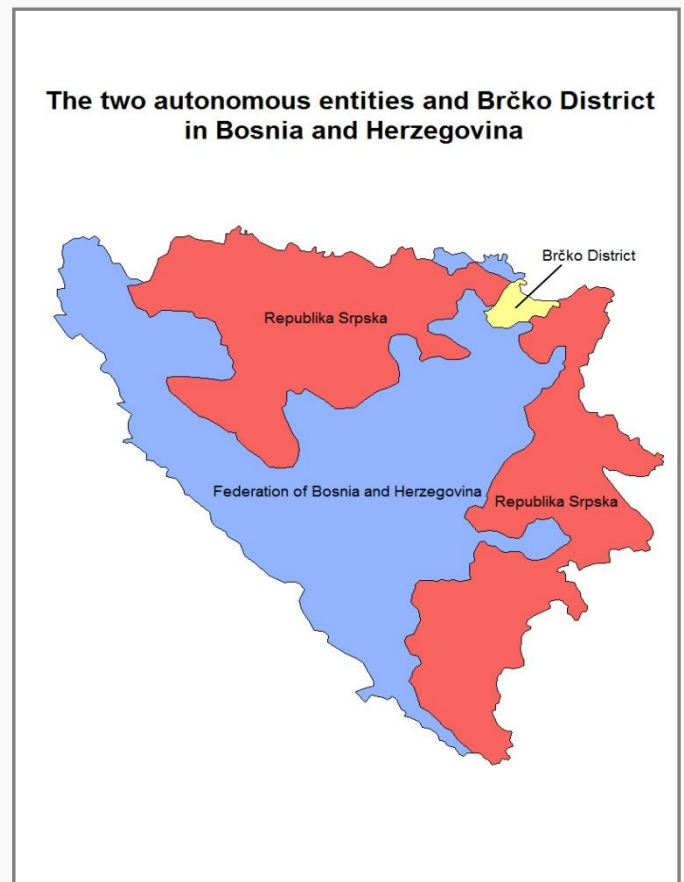 The two autonomous entities and Brčko District
in Bosnia and Herzegovina
Brčko District
Republika Srpska
Federation of Bosnia and Herzegovina
Republika Srpska